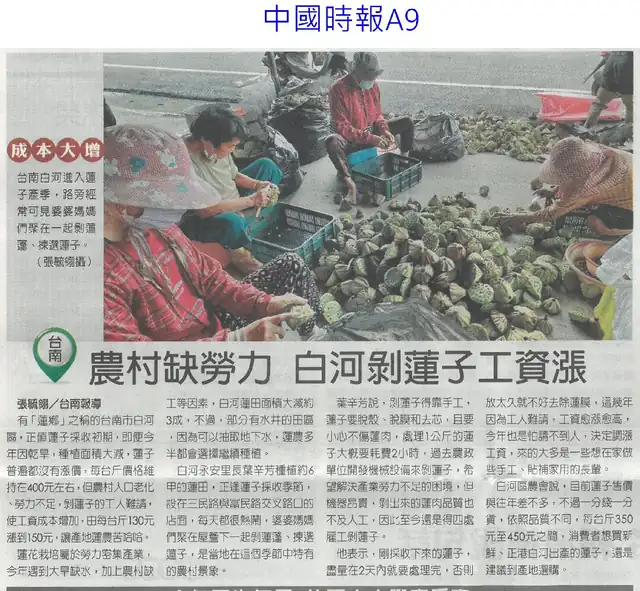 中國時報A9
成本大增
台南白河進入蓮
子產季，路旁經
常可見婆婆媽媽
們聚在一起剝蓮
蓬、揀選蓮子。
（張毓翎攝）
台南
農村缺勞力 白河剝蓮子工資漲
張毓翎／台南報導
有「蓮鄉」之稱的台南市白河
區，正值蓮子採收初期，即便今
年因乾旱，種植面積大減，蓮子
普遍都沒有漲價，每台斤價格維
持在400元左右，但農村人口老化
、勞力不足，剝蓮子的工人難請，
使工資成本增加，由每台斤130元
漲到150元，讓產地蓮農苦哈哈。
蓮花栽培屬於勞力密集產業，
今年遇到大旱缺水，加上農村缺
工等因素，白河蓮田面積大減約
3成，不過，部分有水井的田區
，因為可以抽取地下水，蓮農多
半都會選擇繼續種植。
白河永安里民葉辛芳種植約6
甲的蓮田，正逢蓮子採收季節，
設在三民路與富民路交叉路口的
店面，每天都很熱鬧，婆婆媽媽
們聚在屋簷下一起剝蓮蓬、揀選
蓮子，是當地在這個季節中特有
的農村景象。
葉辛芳說，剝蓮子得靠手工，
蓮子要脫殼、脫膜和去芯，且要
小心不傷蓮肉，處理1公斤的蓮
子大概要耗費2小時，過去農政
單位開發機械設備來剝蓮子，希
望解決產業勞力不足的困境，但
機器昂貴，剝出來的蓮肉品質也
不及人工，因此至今還是得四處
雇工剝蓮子。
他表示，剛採收下來的蓮子，
盡量在2天內就要處理完，否則
放太久就不好去除蓮膜，這幾年
因為工人難請，工資愈漲愈高，
今年也是怕請不到人，決定調漲
工資，來的大多是一些想在家做
些手工、貼補家用的長輩。
白河區農會說，目前蓮子售價
與往年差不多，不過一分錢一分
貨，依照品質不同，每台斤350
元至450元之間，消費者想買新
鮮、正港白河出產的蓮子，還是
建議到產地選購。